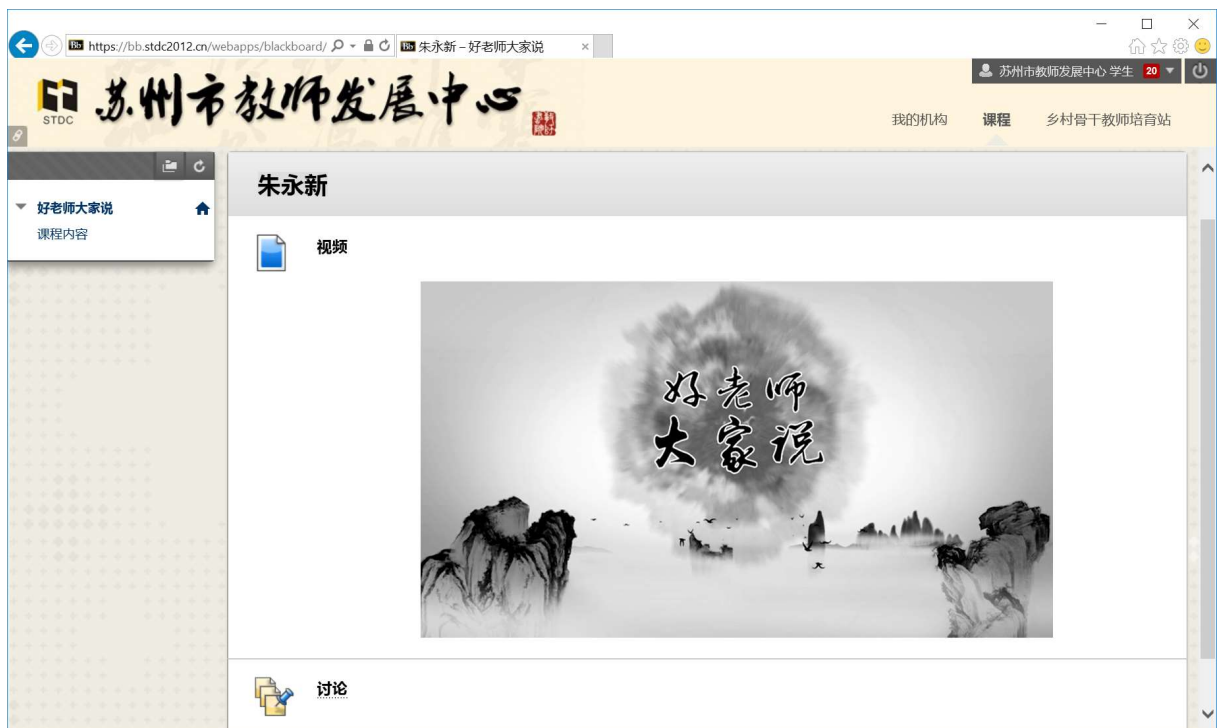 https://bb.stdc2012.cn/webapps/blackboard/
Bb 朱永新 – 好老师大家说
STDC
苏州市教师发展中心
苏州市教师发展中心 学生 20
我的机构 课程 乡村骨干教师培育站
好老师大家说
课程内容
朱永新
视频
好老师
大家说
讨论